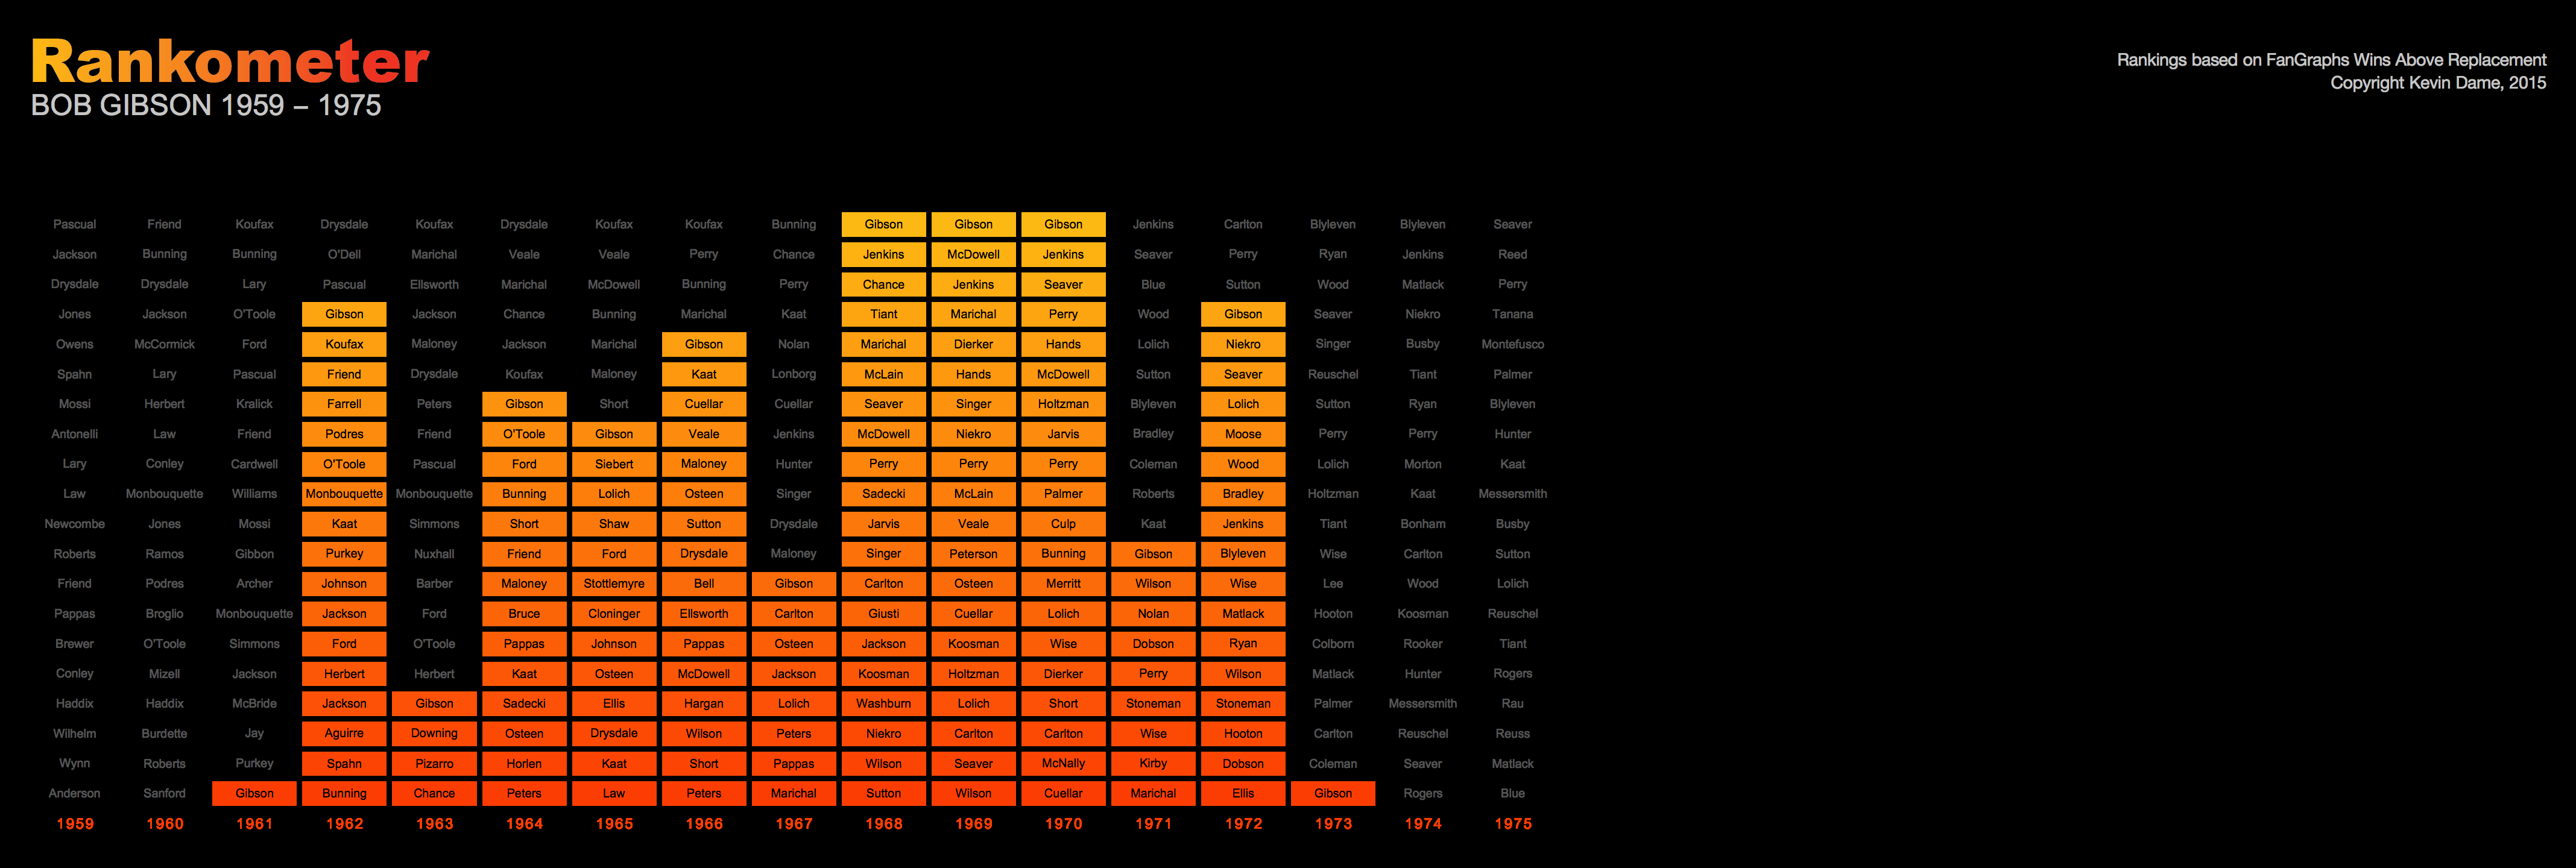 Rankometer
BOB GIBSON 1959 – 1975
Rankings based on FanGraphs Wins Above Replacement
Copyright Kevin Dame, 2015
Pascual Friend Koufax Drysdale Koufax Drysdale Koufax Koufax Bunning Gibson Gibson Gibson Jenkins Carlton Blyleven Blyleven Seaver
Jackson Bunning Bunning O'Dell Marichal Veale Veale Perry Chance Jenkins McDowell Jenkins Seaver Perry Ryan Jenkins Reed
Drysdale Drysdale Lary Pascual Ellsworth Marichal McDowell Bunning Perry Chance Jenkins Seaver Blue Sutton Wood Matlack Perry
Jones Jackson O'Toole Gibson Jackson Chance Bunning Marichal Kaat Tiant Marichal Perry Wood Gibson Seaver Niekro Tanana
Owens McCormick Ford Koufax Maloney Jackson Marichal Gibson Nolan Marichal Dierker Hands Lolich Niekro Singer Busby Montefusco
Spahn Lary Pascual Friend Drysdale Koufax Maloney Kaat Lonborg McLain Hands McDowell Sutton Seaver Reuschel Tiant Palmer
Mossi Herbert Kralick Farrell Peters Gibson Short Cuellar Cuellar Seaver Singer Holtzman Blyleven Lolich Sutton Ryan Blyleven
Antonelli Law Friend Podres Friend O'Toole Gibson Veale Jenkins McDowell Niekro Jarvis Bradley Moose Perry Perry Hunter
Lary Conley Cardwell O'Toole Pascual Ford Siebert Maloney Hunter Perry Perry Perry Coleman Wood Lolich Morton Kaat
Law Monbouquette Williams Monbouquette Monbouquette Bunning Lolich Osteen Singer Sadecki McLain Palmer Roberts Bradley Holtzman Kaat Messersmith
Newcombe Jones Mossi Kaat Simmons Short Shaw Sutton Drysdale Jarvis Veale Culp Kaat Jenkins Tiant Bonham Busby
Roberts Ramos Gibbon Purkey Nuxhall Friend Ford Drysdale Maloney Singer Peterson Bunning Gibson Blyleven Wise Carlton Sutton
Friend Podres Archer Johnson Barber Maloney Stottlemyre Bell Gibson Carlton Osteen Merritt Wilson Wise Lee Wood Lolich
Pappas Broglio Monbouquette Jackson Ford Bruce Cloninger Ellsworth Carlton Giusti Cuellar Lolich Nolan Matlack Hooton Koosman Reuschel
Brewer O'Toole Simmons Ford O'Toole Pappas Johnson Pappas Osteen Jackson Koosman Wise Dobson Ryan Colborn Rooker Tiant
Conley Mizell Jackson Herbert Herbert Kaat Osteen McDowell Jackson Koosman Holtzman Dierker Perry Wilson Matlack Hunter Rogers
Haddix Haddix McBride Jackson Gibson Sadecki Ellis Hargan Lolich Washburn Lolich Short Stoneman Stoneman Palmer Messersmith Rau
Wilhelm Burdette Jay Aguirre Downing Osteen Drysdale Wilson Peters Niekro Carlton Carlton Wise Hooton Carlton Reuschel Reuss
Wynn Roberts Purkey Spahn Pizarro Horlen Kaat Short Pappas Wilson Seaver McNally Kirby Dobson Coleman Seaver Matlack
Anderson Sanford Gibson Bunning Chance Peters Law Peters Marichal Sutton Wilson Cuellar Marichal Ellis Gibson Rogers Blue
1959 1960 1961 1962 1963 1964 1965 1966 1967 1968 1969 1970 1971 1972 1973 1974 1975